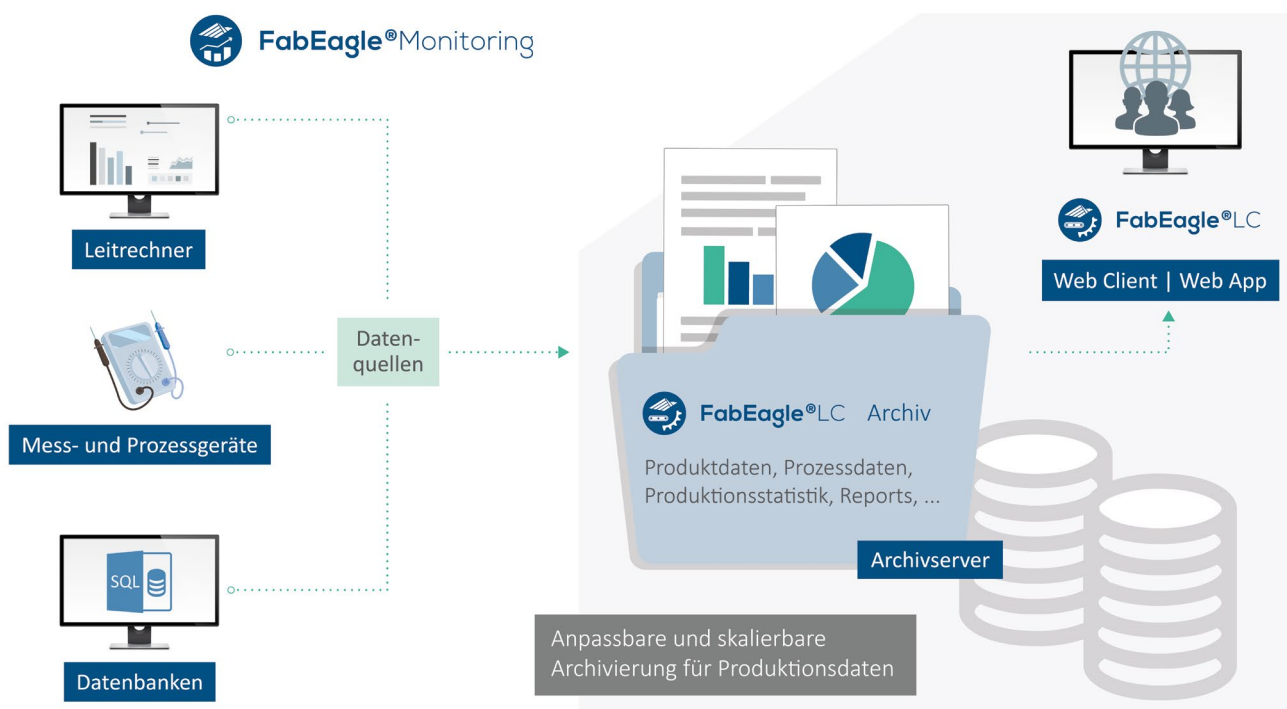 FabEagle®Monitoring
Leitrechner
Mess- und Prozessgeräte
SQL
Datenbanken
Daten-
quellen
FabEagle®LC Archiv
Produktdaten, Prozessdaten,
Produktionsstatistik, Reports, ...
Archivserver
Anpassbare und skalierbare
Archivierung für Produktionsdaten
FabEagle®LC
Web Client | Web App